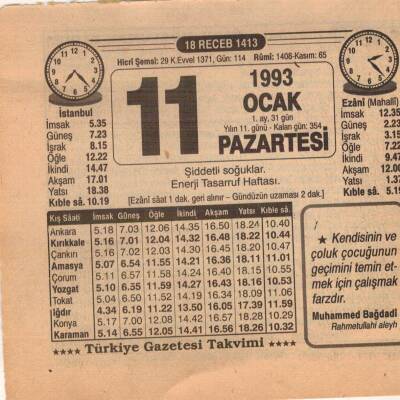 18 RECEB 1413
Hicrî Şemsî: 29 K.Evvel 1371, Gün: 114 Rûmî: 1408-Kasım: 65
11
1993
OCAK
1. ay, 31 gün
Yılın 11. günü - Kalan gün: 354
PAZARTESİ
İstanbul
İmsak 5.35
Güneş 7.23
İşrak 8.15
Öğle 12.22
İkindi 14.47
Akşam 17.01
Yatsı 18.38
Kıble sâ. 10.19
Şiddetli soğuklar.
Enerji Tasarruf Haftası.
[Ezânî sâat 1 dak. geri alınır – Gündüzün uzaması 2 dak.]
Ezânî (Mahallî)
İmsak 12.35
Güneş 2.23
İşrak 3.15
Öğle 7.22
İkindi 9.47
Akşam 12.00
Yatsı 1.37
Kıble sâ. 5.19
Kış Sâati İmsak Güneş Öğle İkindi Akşam Yatsı Kıble sâ.
Ankara 5.18 7.03 12.06 14.35 16.50 18.24 10.40
Kırıkkale 5.16 7.01 12.04 14.32 16.48 18.22 10.44
Çankırı 5.16 7.02 12.03 14.30 16.45 18.20 10.47
Amasya 5.07 6.54 11.55 14.21 16.36 18.11 11.01
Çorum 5.11 6.57 11.58 14.24 16.40 18.15 10.55
Yozgat 5.10 6.55 11.59 14.27 16.43 18.16 10.53
Tokat 5.04 6.50 11.52 14.19 16.34 18.09 11.06
Iğdır 4.34 6.19 11.22 13.50 16.05 17.39 11.59
Konya 5.17 7.00 12.08 14.42 16.57 18.29 10.29
Karaman 5.14 6.55 12.05 14.41 16.56 18.26 10.32
★ Kendisinin ve
çoluk çocuğunun
geçimini temin et-
mek için çalışmak
farzdır.
Muhammed Bağdadî
Rahmetullahi aleyh
★★★★ Türkiye Gazetesi Takvimi ★★★★